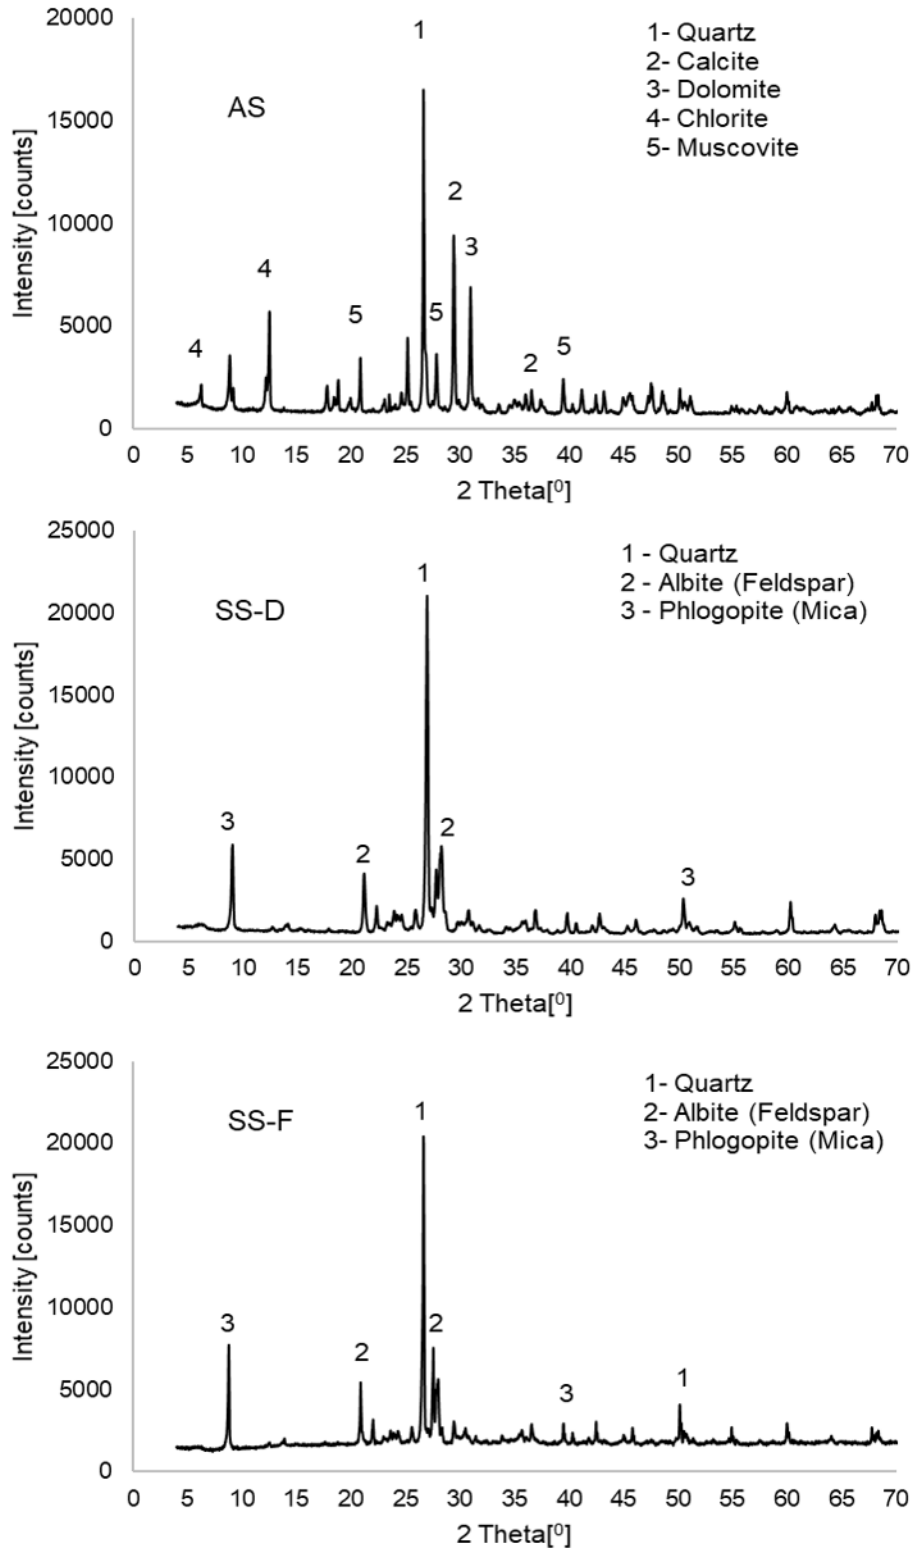 20000
15000
10000
5000
0
Intensity [counts]
AS
1- Quartz
2- Calcite
3- Dolomite
4- Chlorite
5- Muscovite
4
4
5
1
5
2
3
2
5
0 5 10 15 20 25 30 35 40 45 50 55 60 65 70
2 Theta[⁰]
25000
20000
15000
10000
5000
0
Intensity [counts]
SS-D
1 - Quartz
2 - Albite (Feldspar)
3 - Phlogopite (Mica)
3
2
1
2
3
0 5 10 15 20 25 30 35 40 45 50 55 60 65 70
2 Theta[⁰]
25000
20000
15000
10000
5000
0
Intensity [counts]
SS-F
1- Quartz
2- Albite (Feldspar)
3- Phlogopite (Mica)
3
2
1
2
3
1
0 5 10 15 20 25 30 35 40 45 50 55 60 65 70
2 Theta[⁰]